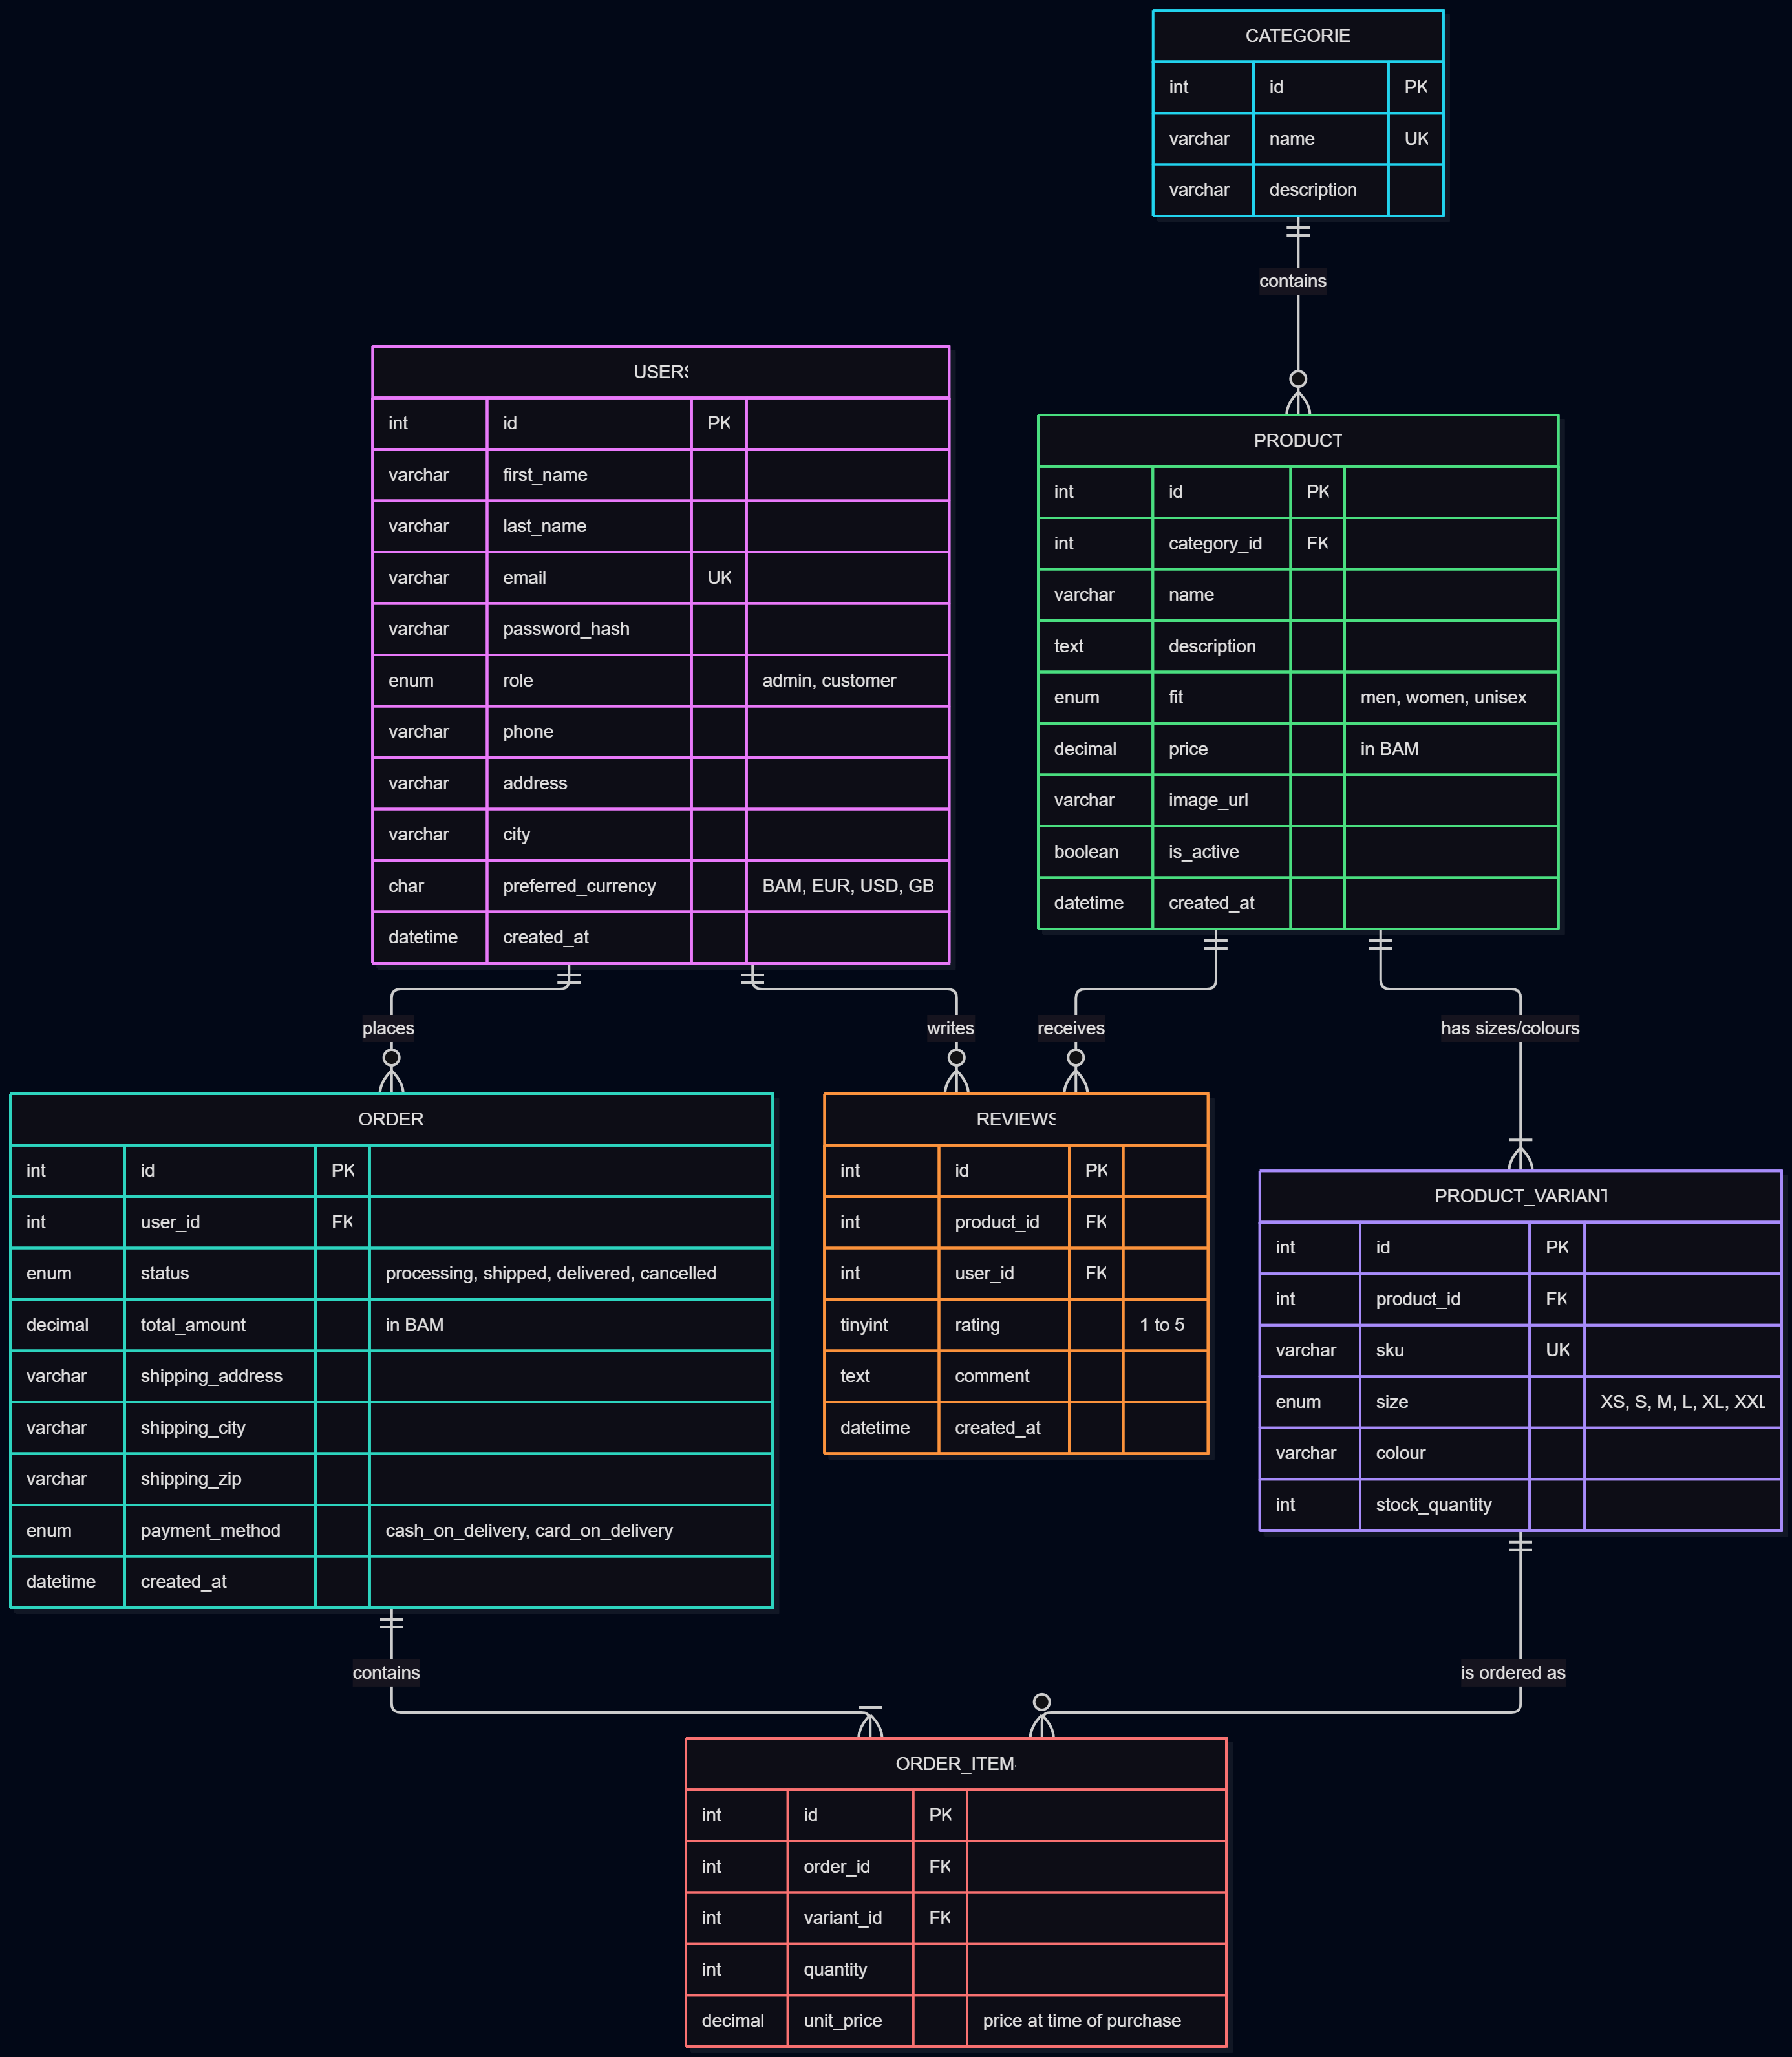 CATEGORIE
int id PK
varchar name UK
varchar description
contains
USERS
int id PK
varchar first_name
varchar last_name
varchar email UK
varchar password_hash
enum role admin, customer
varchar phone
varchar address
varchar city
char preferred_currency BAM, EUR, USD, GB
datetime created_at
PRODUCT
int id PK
int category_id FK
varchar name
text description
enum fit men, women, unisex
decimal price in BAM
varchar image_url
boolean is_active
datetime created_at
places
writes
receives
has sizes/colours
ORDER
int id PK
int user_id FK
enum status processing, shipped, delivered, cancelled
decimal total_amount in BAM
varchar shipping_address
varchar shipping_city
varchar shipping_zip
enum payment_method cash_on_delivery, card_on_delivery
datetime created_at
REVIEWS
int id PK
int product_id FK
int user_id FK
tinyint rating 1 to 5
text comment
datetime created_at
PRODUCT_VARIANT
int id PK
int product_id FK
varchar sku UK
enum size XS, S, M, L, XL, XXL
varchar colour
int stock_quantity
contains
is ordered as
ORDER_ITEMS
int id PK
int order_id FK
int variant_id FK
int quantity
decimal unit_price price at time of purchase